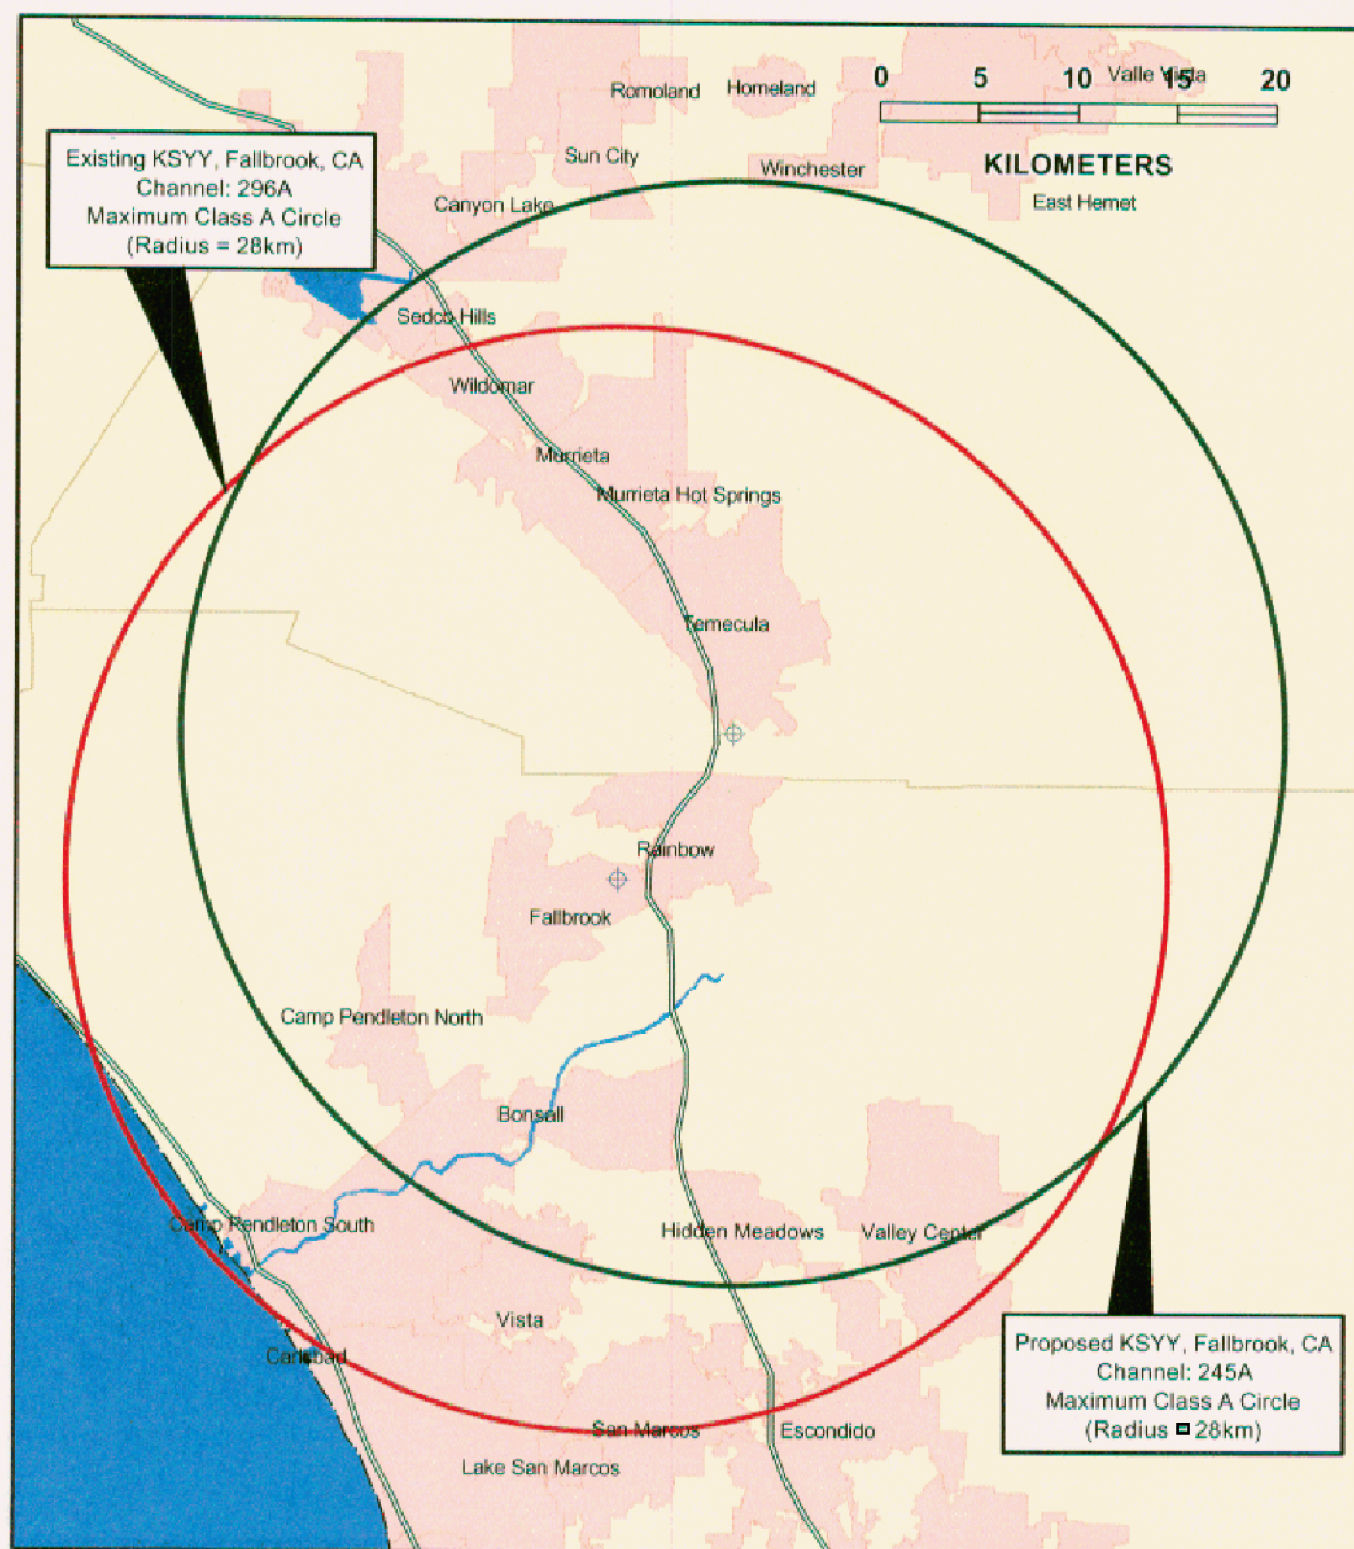 0 5 10 15 20
Valle Vista
Romoland
Homeland
KILOMETERS
Sun City
Winchester
East Hemet
Existing KSYY, Fallbrook, CA
Channel: 296A
Maximum Class A Circle
(Radius = 28km)
Canyon Lake
Sedco Hills
Wildomar
Murrieta
Murrieta Hot Springs
Temecula
Rainbow
Fallbrook
Camp Pendleton North
Bonsall
Camp Pendleton South
Hidden Meadows
Valley Center
Vista
Carlsbad
Proposed KSYY, Fallbrook, CA
Channel: 245A
Maximum Class A Circle
(Radius = 28km)
San Marcos
Escondido
Lake San Marcos